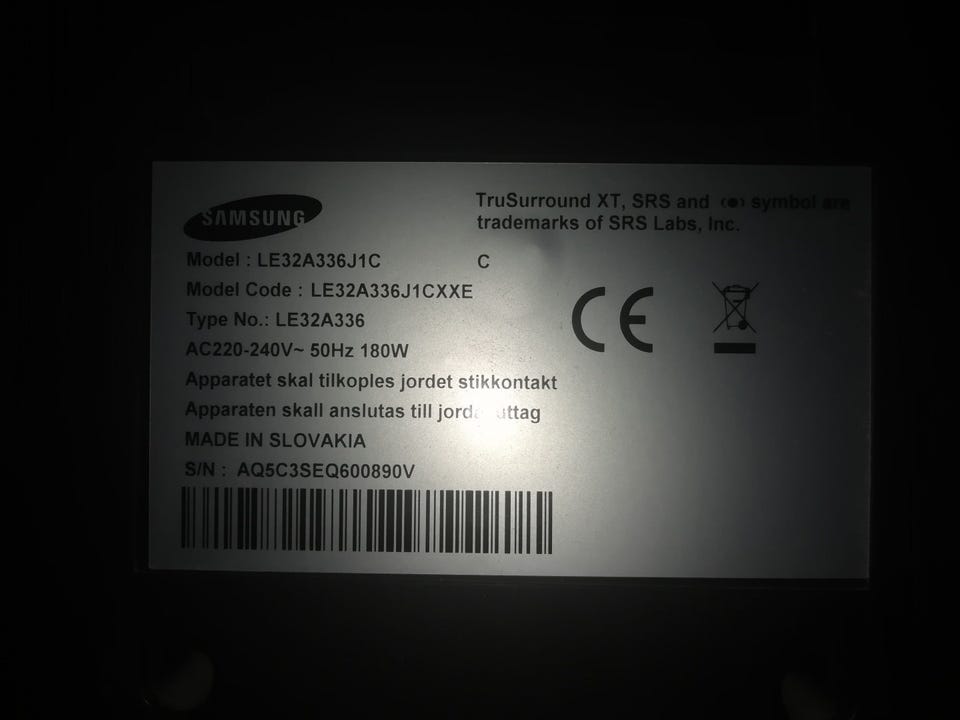 SAMSUNG
TruSurround XT, SRS and (●) symbol are
trademarks of SRS Labs, Inc.
Model : LE32A336J1C C
Model Code : LE32A336J1CXXE
Type No.: LE32A336
AC220-240V~ 50Hz 180W
Apparatet skal tilkoples jordet stikkontakt
Apparaten skall anslutas till
MADE IN SLOVAKIA
S/N : AQ5C3SEQ600890V
CE